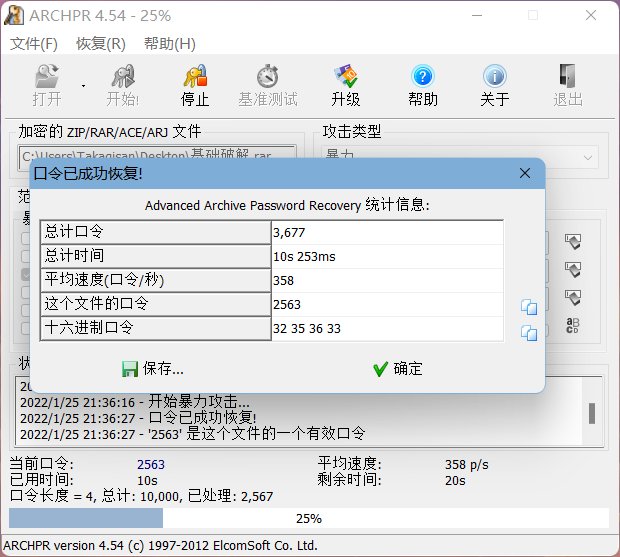 ARCHPR 4.54 - 25%
文件(F) 恢复(R) 帮助(H)
打开 开始! 停止 基准测试 升级 帮助 关于 退出
加密的 ZIP/RAR/ACE/ARJ 文件 攻击类型
C:\Users\Takagisan\Desktop\基础破解.rar 暴力
口令已成功恢复!
Advanced Archive Password Recovery 统计信息:
总计口令 3,677
总计时间 10s 253ms
平均速度(口令/秒) 358
这个文件的口令 2563
十六进制口令 32 35 36 33
保存... 确定
2022/1/25 21:36:16 - 开始暴力攻击...
2022/1/25 21:36:27 - 口令已成功恢复!
2022/1/25 21:36:27 - '2563' 是这个文件的一个有效口令
当前口令: 2563 平均速度: 358 p/s
已用时间: 10s 剩余时间: 20s
口令长度 = 4, 总计: 10,000, 已处理: 2,567
25%
ARCHPR version 4.54 (c) 1997-2012 ElcomSoft Co. Ltd.